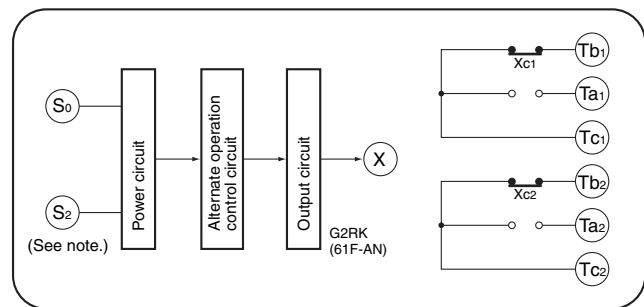 S0
S2
(See note.)
Power circuit
Alternate operation
control circuit
Output circuit
X
G2RK
(61F-AN)
Xc1
Tb1
Ta1
Tc1
Xc2
Tb2
Ta2
Tc2